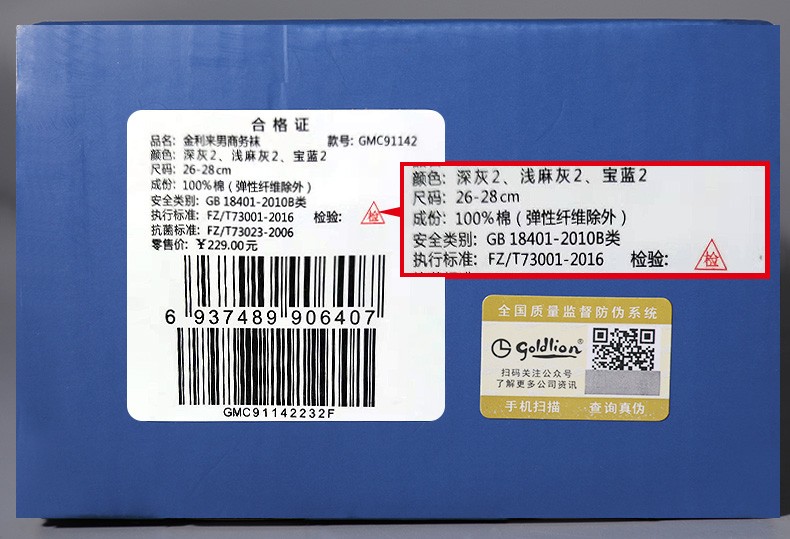 合格证
品名：金利来男商务袜 款号：GMC91142
颜色：深灰2、浅麻灰2、宝蓝2
尺码：26-28cm
成份：100%棉（弹性纤维除外）
安全类别：GB 18401-2010B类
执行标准：FZ/T73001-2016 检验：检
抗菌标准：FZ/T73023-2006
零售价：￥229.00元
6 937489 906407
GMC91142232F
颜色：深灰2、浅麻灰2、宝蓝2
尺码：26-28cm
成份：100%棉（弹性纤维除外）
安全类别：GB 18401-2010B类
执行标准：FZ/T73001-2016 检验：检
全国质量监督防伪系统
goldlion®
扫码关注公众号
了解更多公司资讯
手机扫描 查询真伪